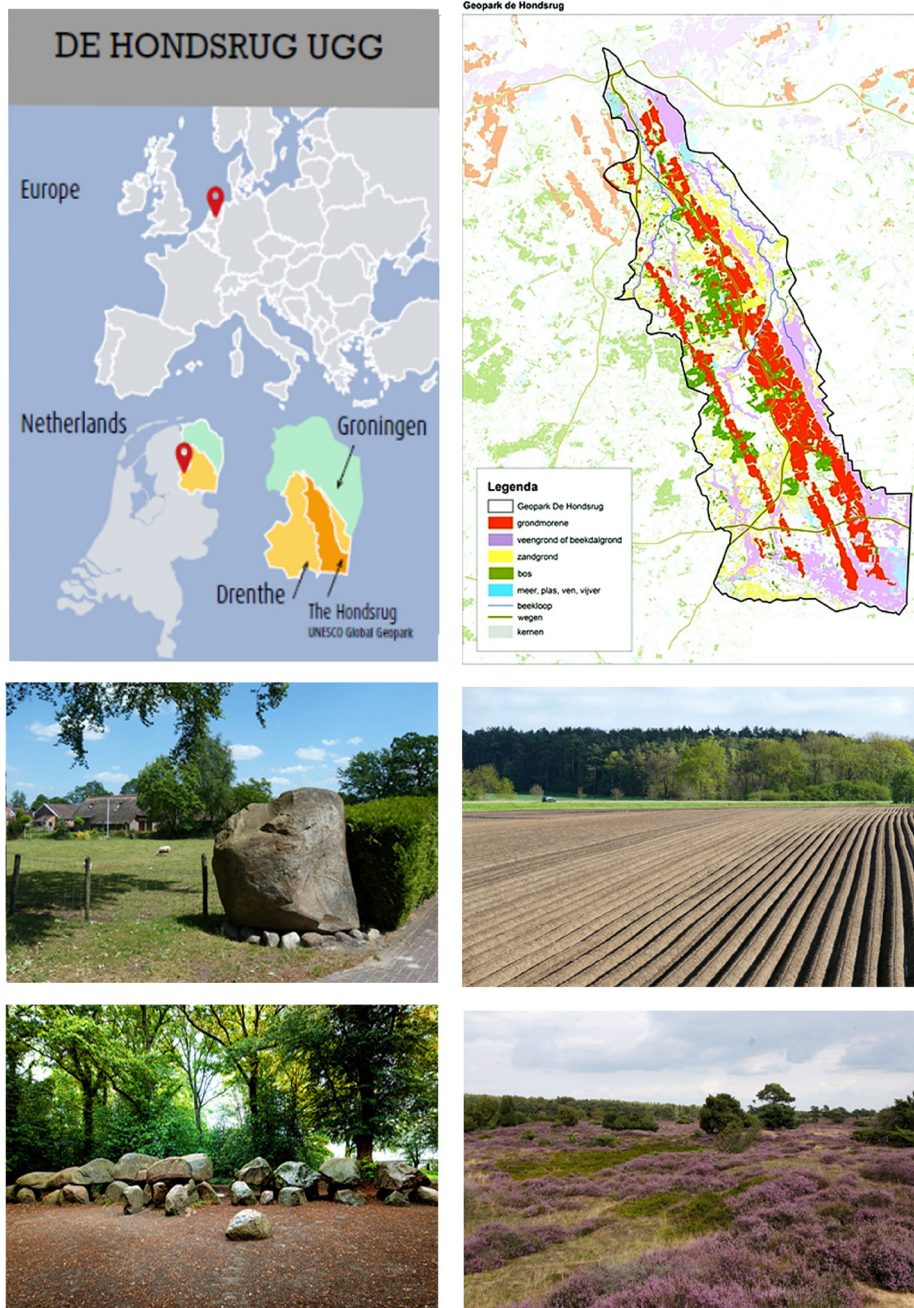 DE HONDSRUG UGG
Europe
Netherlands
Groningen
Drenthe
The Hondsrug
UNESCO Global Geopark
Geopark de Hondsrug
Legenda
Geopark De Hondsrug
grondmorene
veengrond of beekdalgrond
zandgrond
bos
meer, plas, ven, vijver
beekloop
wegen
kernen